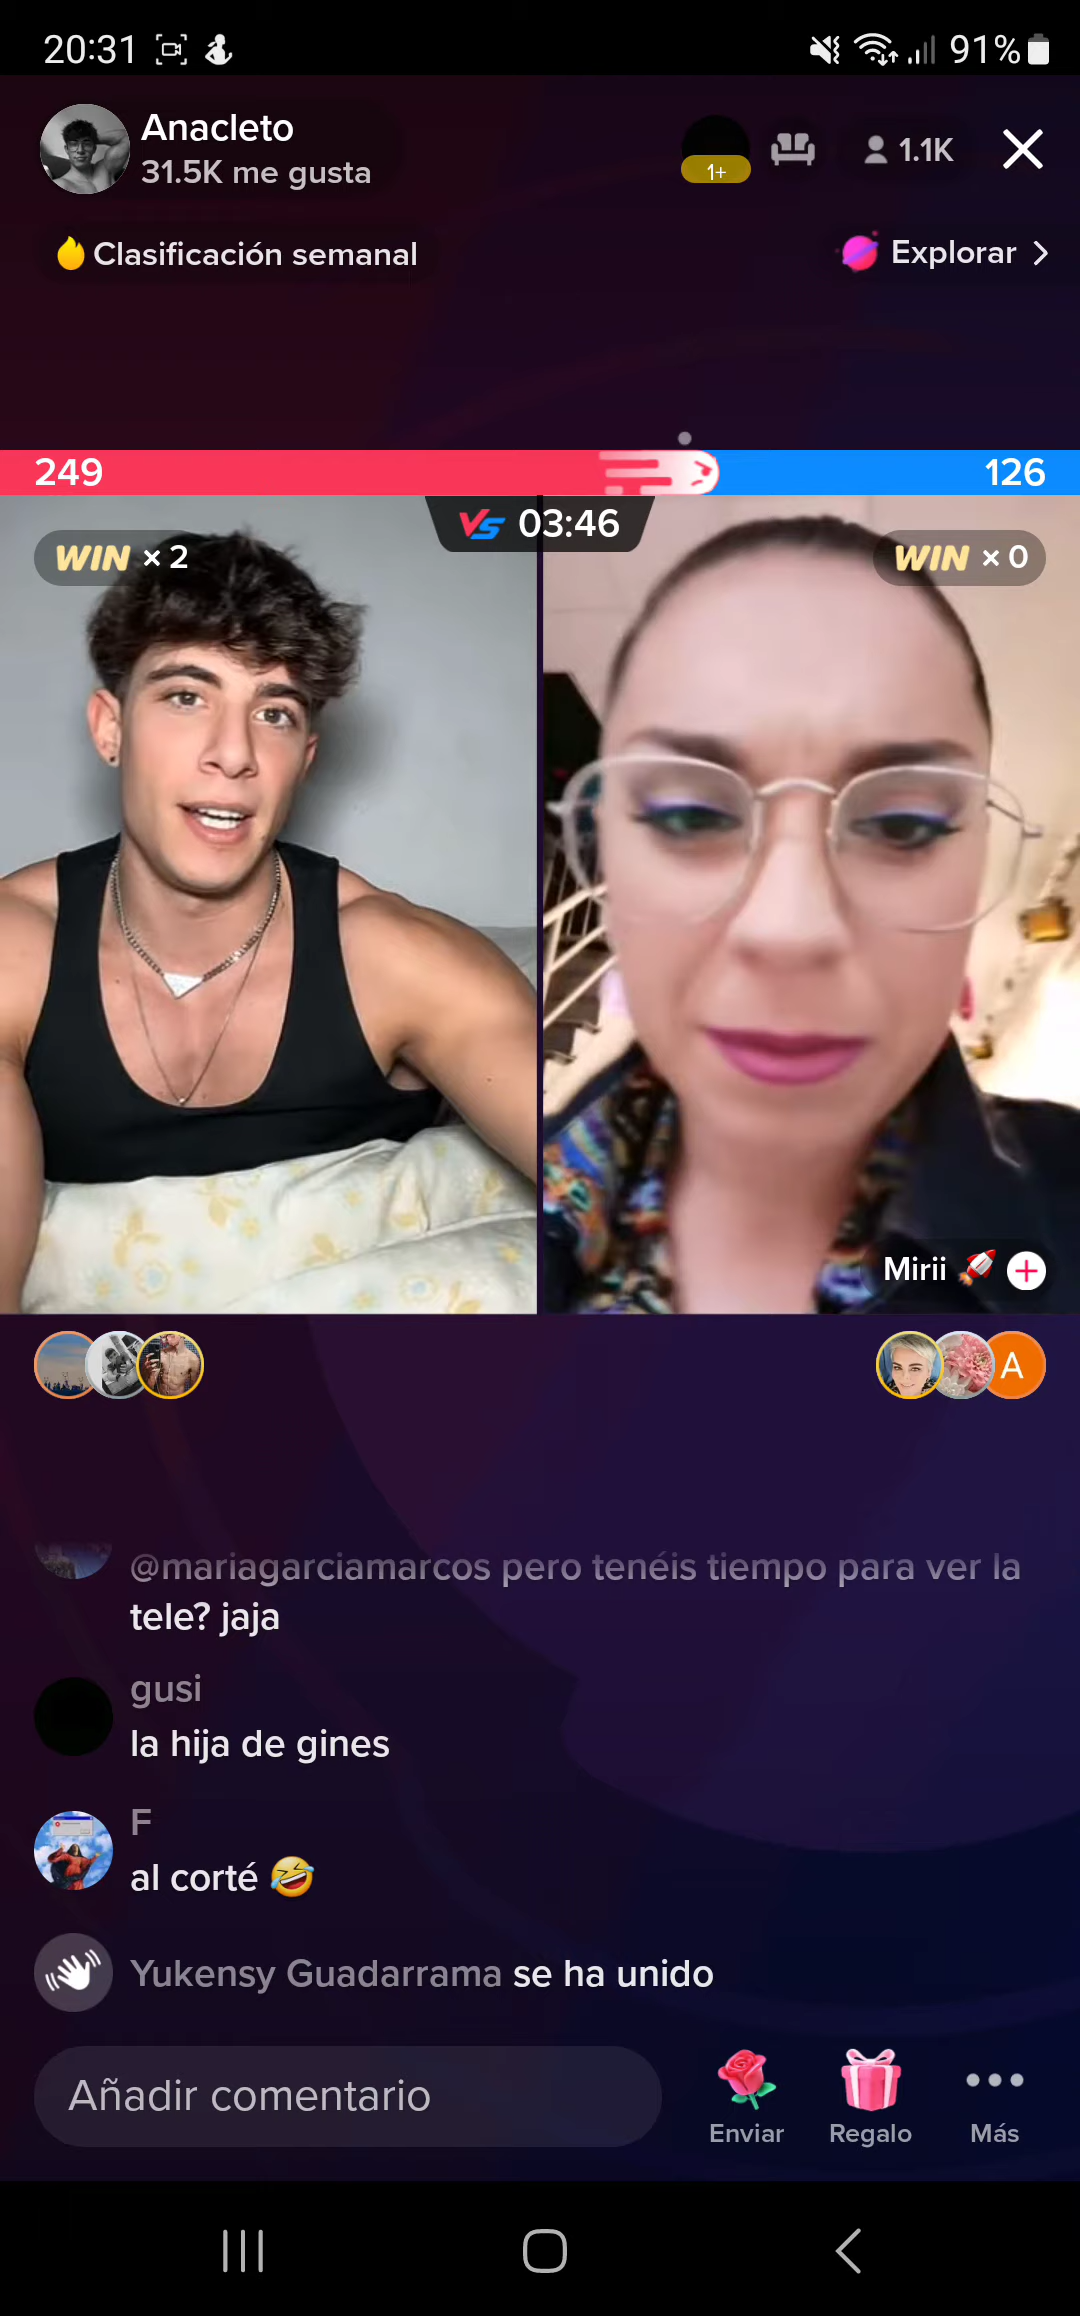 20:31
91%
Anacleto
31.5K me gusta
1+
1.1K
Clasificación semanal
Explorar
249
126
VS 03:46
WIN × 2
WIN × 0
Mirii 🚀
A
@mariagarciamarcos pero tenéis tiempo para ver la
tele? jaja
gusi
la hija de gines
F
al corté 🤣
Yukensy Guadarrama se ha unido
Añadir comentario
Enviar
Regalo
Más